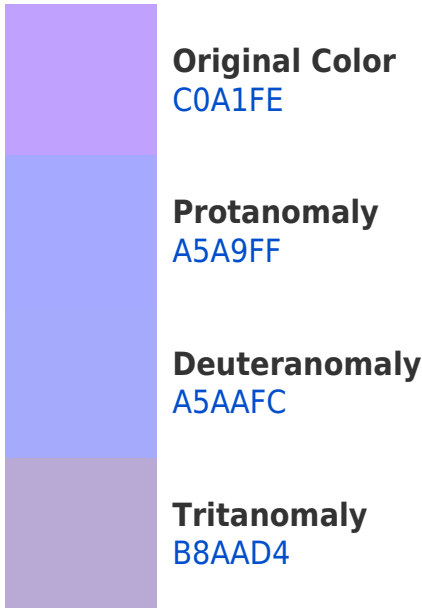 Original Color
C0A1FE
Protanomaly
A5A9FF
Deuteranomaly
A5AAFC
Tritanomaly
B8AAD4